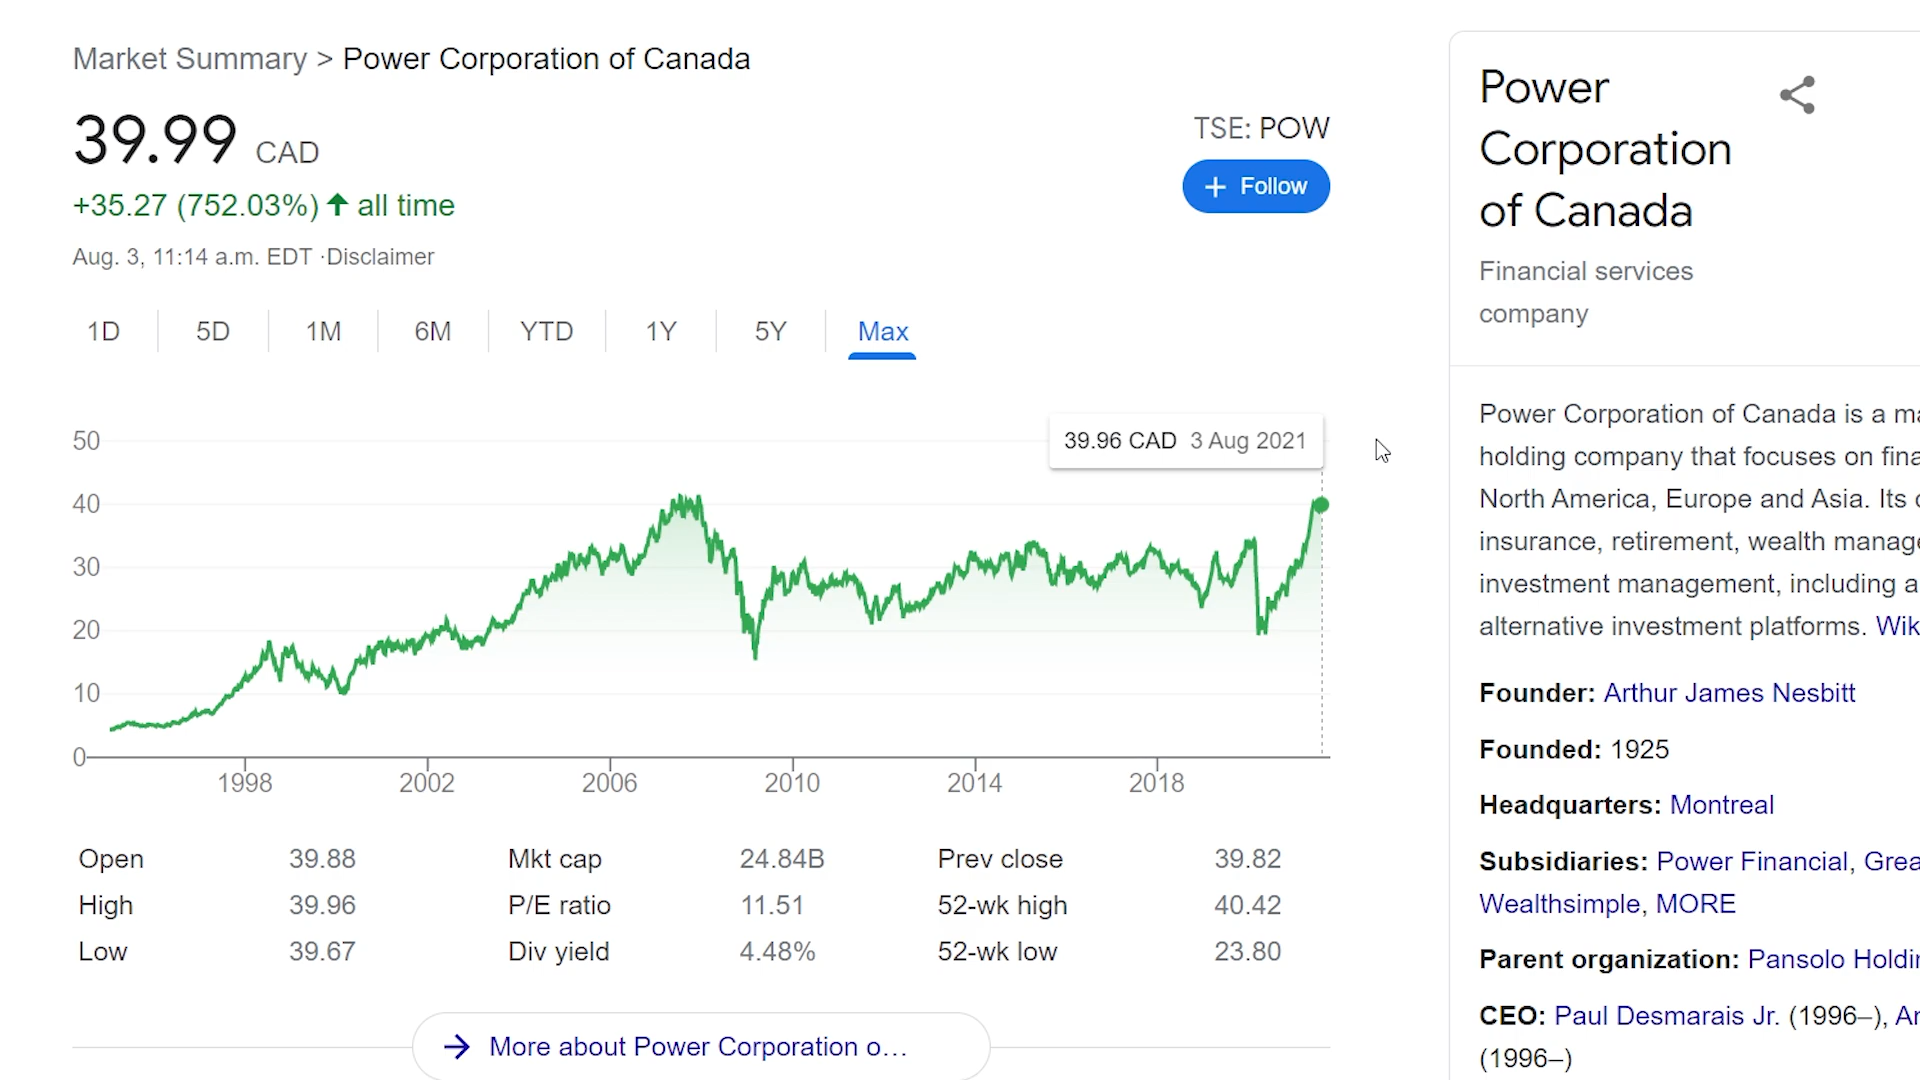 Market Summary > Power Corporation of Canada
39.99 CAD
+35.27 (752.03%) ↑ all time
Aug. 3, 11:14 a.m. EDT ·Disclaimer
TSE: POW
+ Follow
1D 5D 1M 6M YTD 1Y 5Y Max
39.96 CAD 3 Aug 2021
50
40
30
20
10
0
1998 2002 2006 2010 2014 2018
Open 39.88 Mkt cap 24.84B Prev close 39.82
High 39.96 P/E ratio 11.51 52-wk high 40.42
Low 39.67 Div yield 4.48% 52-wk low 23.80
→ More about Power Corporation o...
Power
Corporation
of Canada
Financial services
company
Power Corporation of Canada is a ma
holding company that focuses on fina
North America, Europe and Asia. Its c
insurance, retirement, wealth manage
investment management, including a
alternative investment platforms. Wik
Founder: Arthur James Nesbitt
Founded: 1925
Headquarters: Montreal
Subsidiaries: Power Financial, Grea
Wealthsimple, MORE
Parent organization: Pansolo Holdin
CEO: Paul Desmarais Jr. (1996–), An
(1996–)